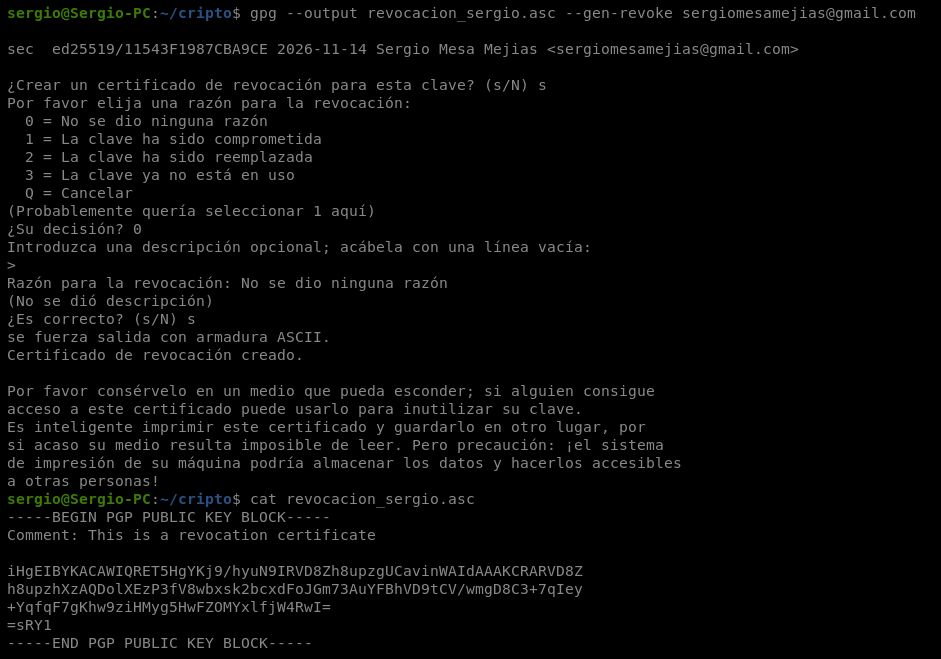 sergio@Sergio-PC:~/cripto$ gpg --output revocacion_sergio.asc --gen-revoke sergiomesamejias@gmail.com
sec  ed25519/11543F1987CBA9CE 2026-11-14 Sergio Mesa Mejias <sergiomesamejias@gmail.com>
¿Crear un certificado de revocación para esta clave? (s/N) s
Por favor elija una razón para la revocación:
  0 = No se dio ninguna razón
  1 = La clave ha sido comprometida
  2 = La clave ha sido reemplazada
  3 = La clave ya no está en uso
  Q = Cancelar
(Probablemente quería seleccionar 1 aquí)
¿Su decisión? 0
Introduzca una descripción opcional; acábela con una línea vacía:
>
Razón para la revocación: No se dio ninguna razón
(No se dió descripción)
¿Es correcto? (s/N) s
se fuerza salida con armadura ASCII.
Certificado de revocación creado.
Por favor consérvelo en un medio que pueda esconder; si alguien consigue
acceso a este certificado puede usarlo para inutilizar su clave.
Es inteligente imprimir este certificado y guardarlo en otro lugar, por
si acaso su medio resulta imposible de leer. Pero precaución: ¡el sistema
de impresión de su máquina podría almacenar los datos y hacerlos accesibles
a otras personas!
sergio@Sergio-PC:~/cripto$ cat revocacion_sergio.asc
-----BEGIN PGP PUBLIC KEY BLOCK-----
Comment: This is a revocation certificate
iHgEIBYKACAWIQRET5HgYKj9/hyuN9IRVD8Zh8upzgUCavinWAIdAAAKCRARVD8Z
h8upzhXzAQDolXEzP3fV8wbxsk2bcxdFoJGm73AuYFBhVD9tCV/wmgD8C3+7qIey
+YqfqF7gKhw9ziHMyg5HwFZOMYxlfjW4RwI=
=sRY1
-----END PGP PUBLIC KEY BLOCK-----